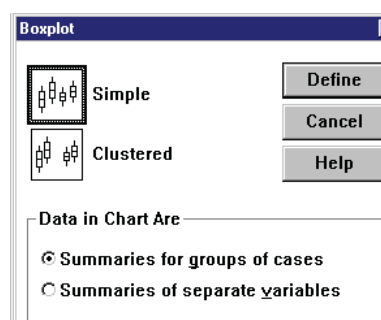 Boxplot
Simple
Clustered
Define
Cancel
Help
Data in Chart Are
Summaries for groups of cases
Summaries of separate variables